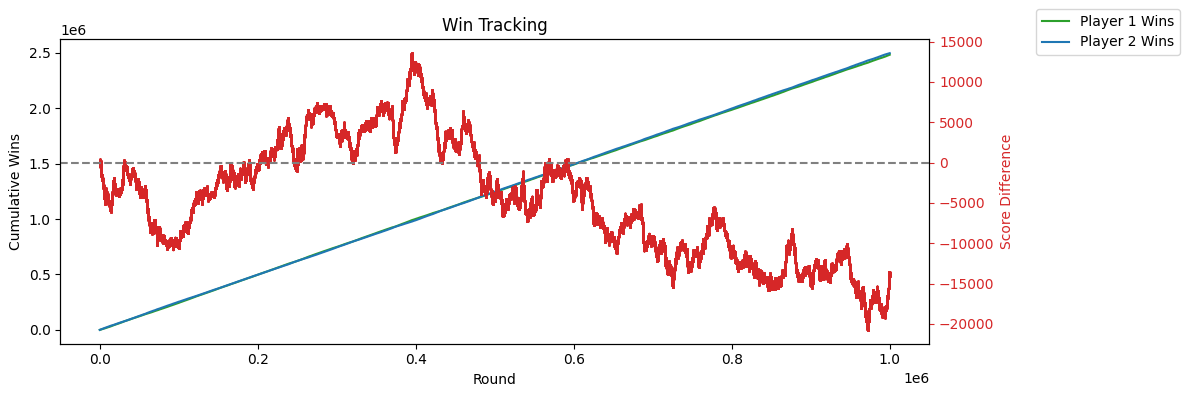 Win Tracking
1e6
Player 1 Wins
Player 2 Wins
Cumulative Wins
2.5
2.0
1.5
1.0
0.5
0.0
15000
10000
5000
0
−5000
−10000
−15000
−20000
Score Difference
0.0 0.2 0.4 0.6 0.8 1.0
1e6
Round